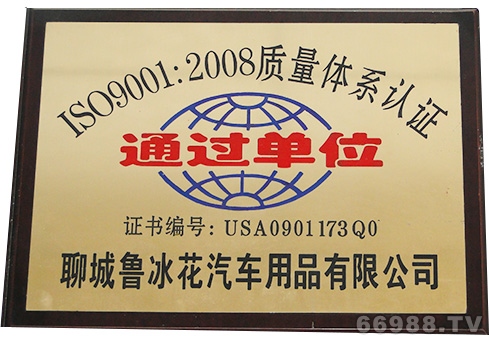 ISO9001:2008质量体系认证
通过单位
证书编号: USA0901173Q0
聊城鲁冰花汽车用品有限公司
66988.TV